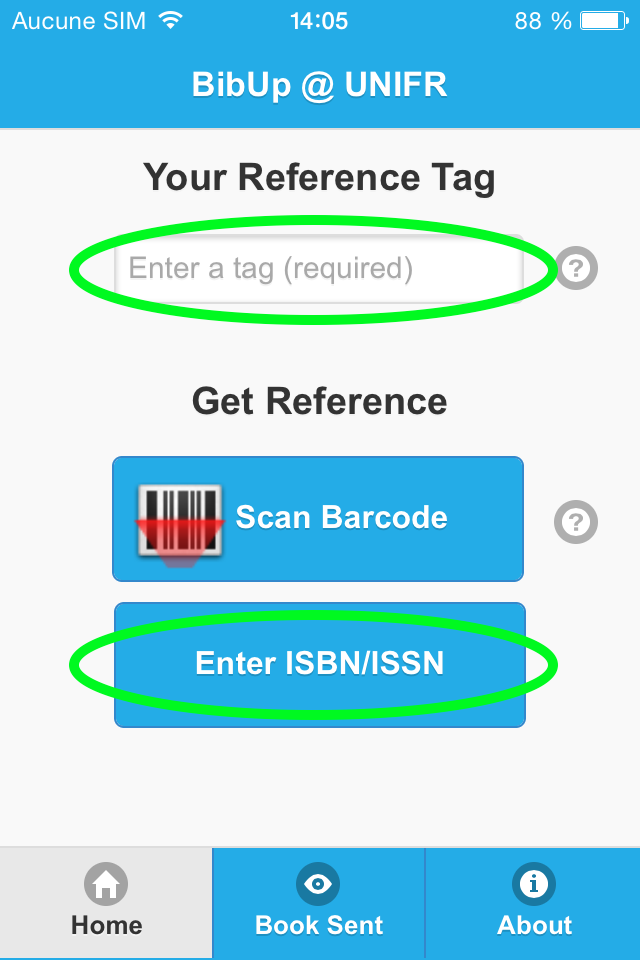 Aucune SIM 14:05 88 %
BibUp @ UNIFR
Your Reference Tag
Enter a tag (required) ?
Get Reference
Scan Barcode ?
Enter ISBN/ISSN
Home Book Sent About